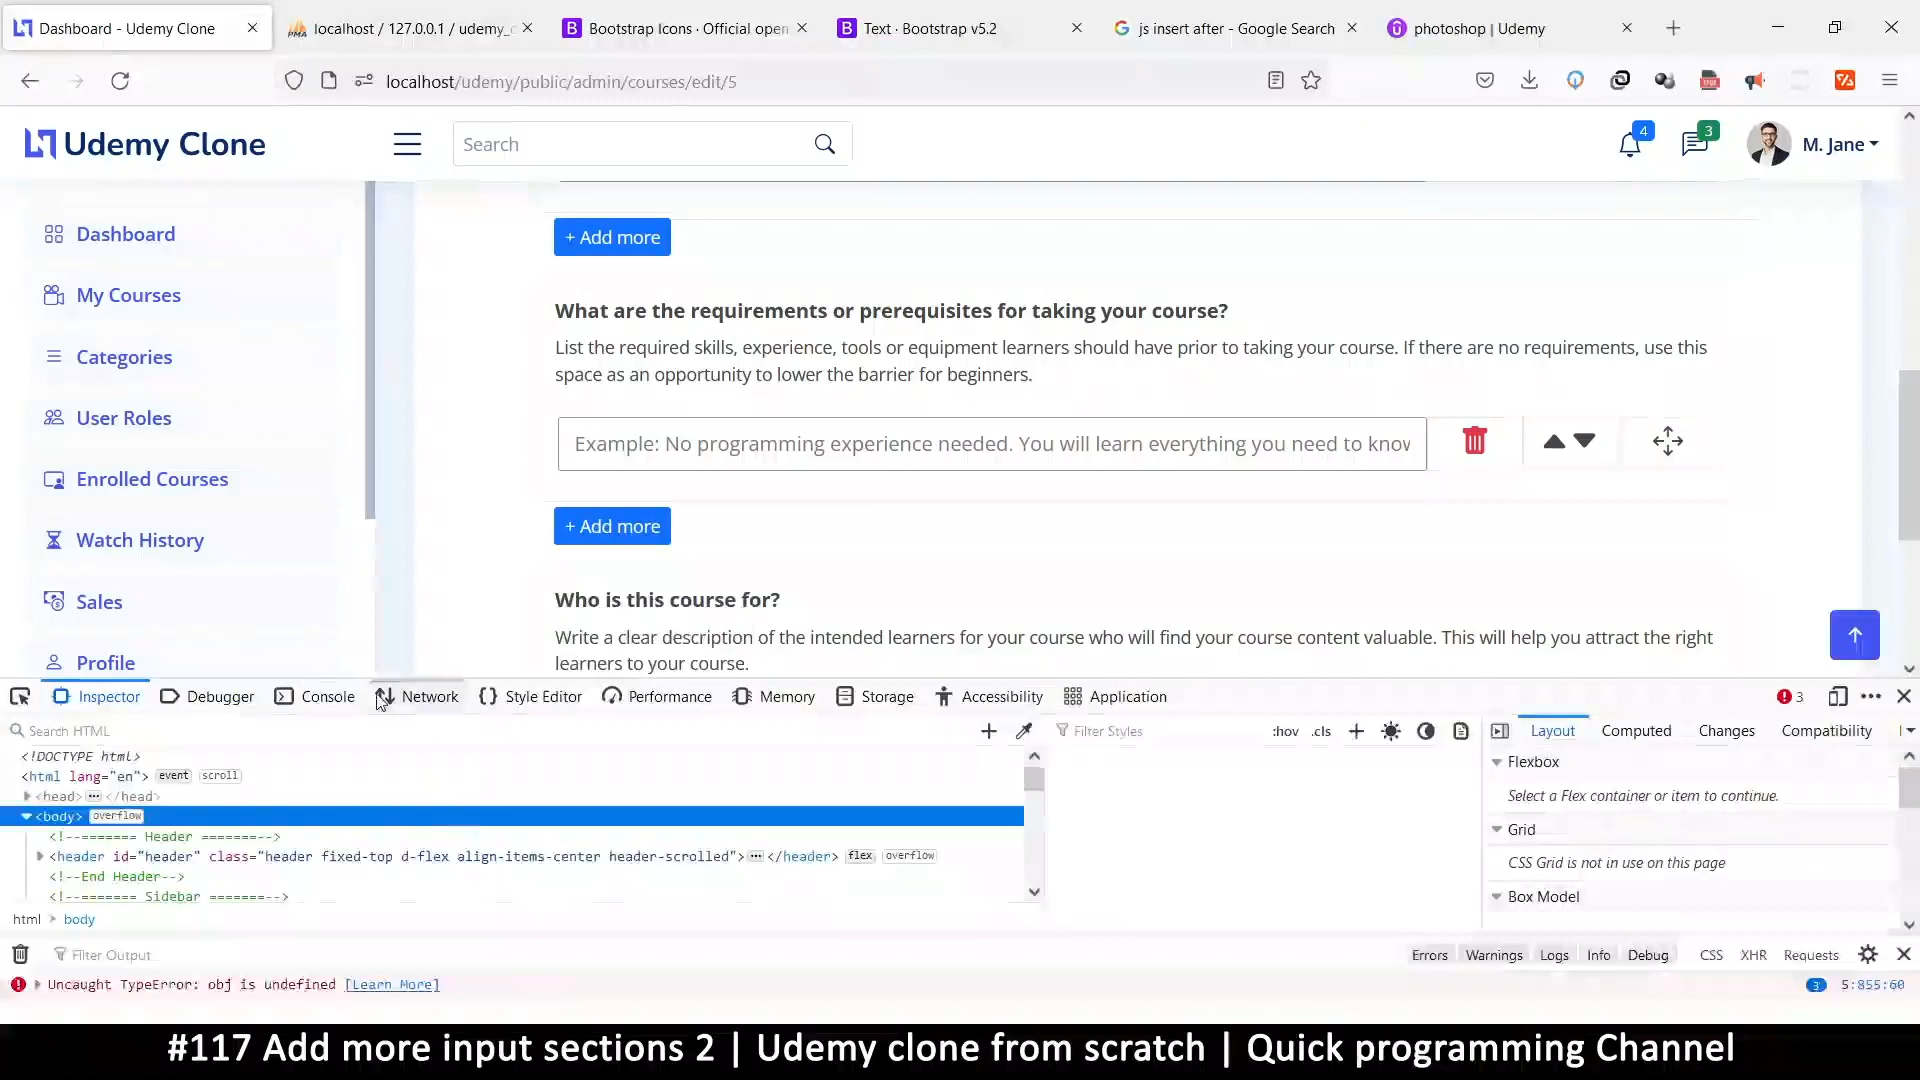 Dashboard - Udemy Clone
localhost / 127.0.0.1 / udemy_c
Bootstrap Icons · Official open
Text · Bootstrap v5.2
js insert after - Google Search
photoshop | Udemy
localhost/udemy/public/admin/courses/edit/5
Udemy Clone
Search
4
3
M. Jane
Dashboard
My Courses
Categories
User Roles
Enrolled Courses
Watch History
Sales
Profile
+ Add more
What are the requirements or prerequisites for taking your course?
List the required skills, experience, tools or equipment learners should have prior to taking your course. If there are no requirements, use this
space as an opportunity to lower the barrier for beginners.
Example: No programming experience needed. You will learn everything you need to know
+ Add more
Who is this course for?
Write a clear description of the intended learners for your course who will find your course content valuable. This will help you attract the right
learners to your course.
Inspector
Debugger
Console
Network
Style Editor
Performance
Memory
Storage
Accessibility
Application
3
Search HTML
Filter Styles
:hov
.cls
Layout
Computed
Changes
Compatibility
<!DOCTYPE html>
<html lang="en"> event scroll
<head> ··· </head>
<body> overflow
<!--======= Header =======-->
<header id="header" class="header fixed-top d-flex align-items-center header-scrolled"> ··· </header> flex overflow
<!--End Header-->
<!--======= Sidebar =======-->
html > body
Flexbox
Select a Flex container or item to continue.
Grid
CSS Grid is not in use on this page
Box Model
Filter Output
Errors
Warnings
Logs
Info
Debug
CSS
XHR
Requests
Uncaught TypeError: obj is undefined [Learn More]
3
5:855:60
#117 Add more input sections 2 | Udemy clone from scratch | Quick programming Channel